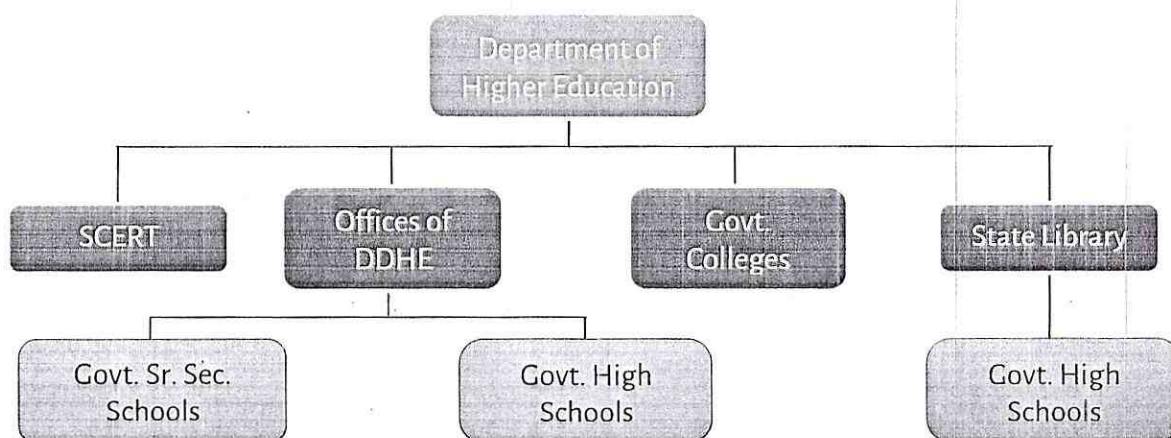 Department of
Higher Education
SCERT
Offices of
DDHE
Govt.
Colleges
State Library
Govt. Sr. Sec.
Schools
Govt. High
Schools
Govt. High
Schools